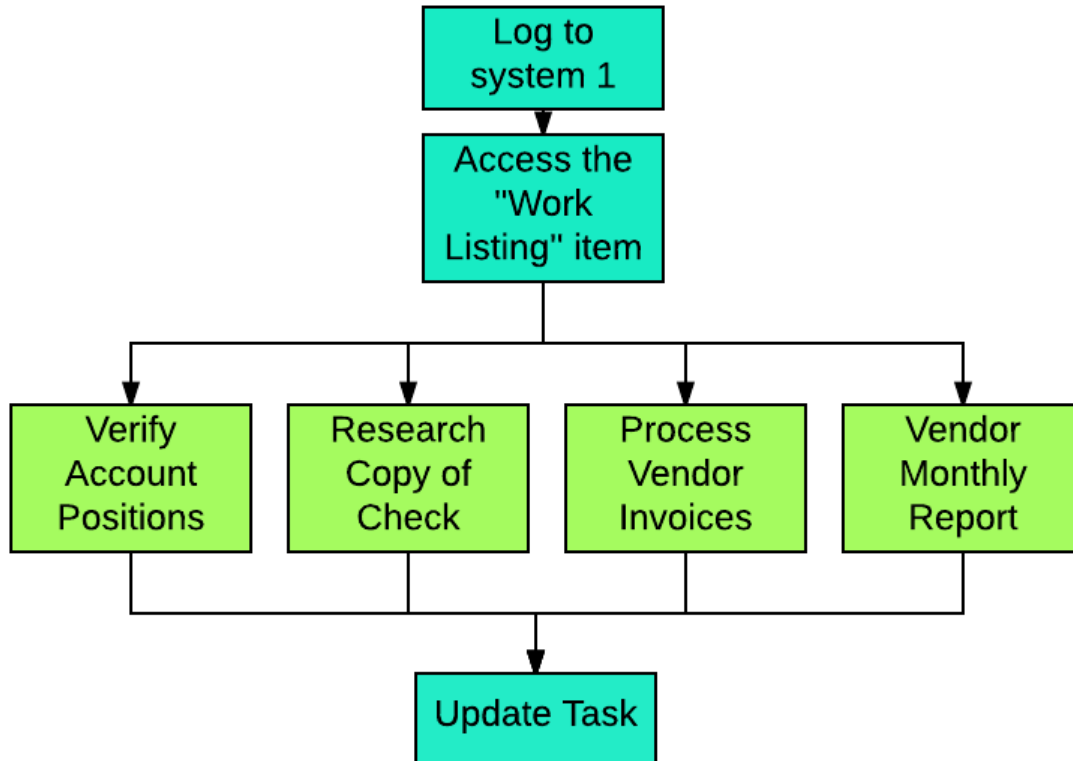 Log to
system 1
Access the
"Work
Listing" item
Verify
Account
Positions
Research
Copy of
Check
Process
Vendor
Invoices
Vendor
Monthly
Report
Update Task